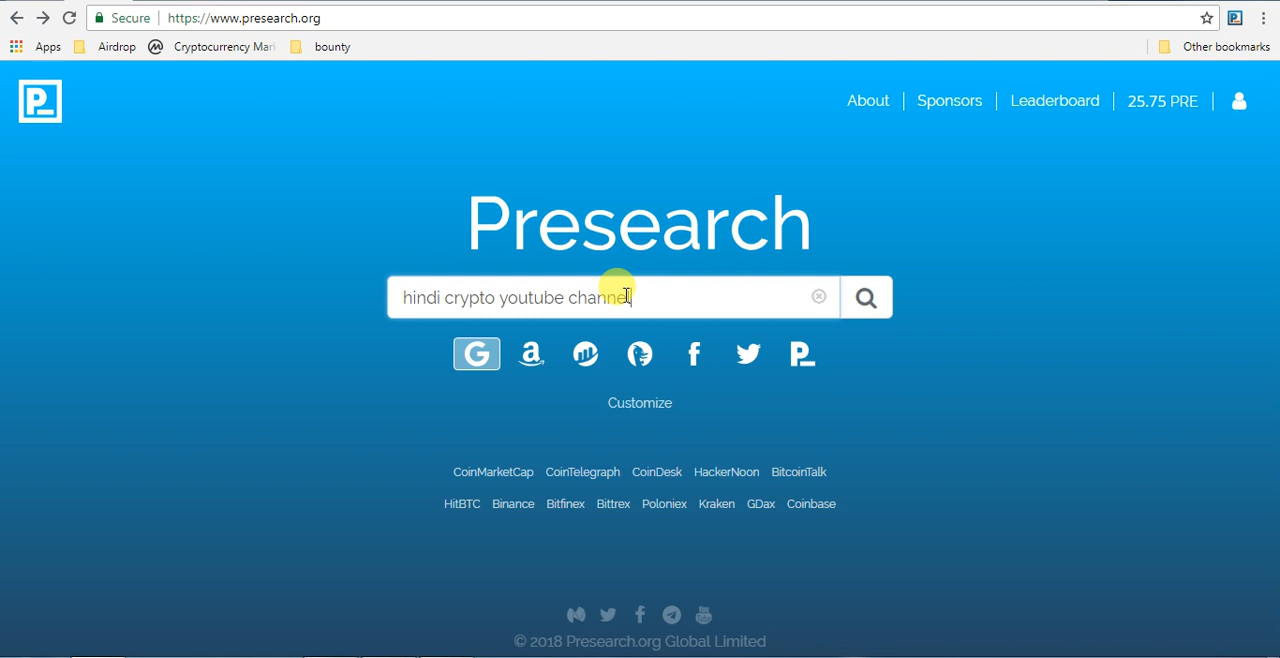 Secure https://www.presearch.org
Apps Airdrop Cryptocurrency Mar bounty Other bookmarks
P_ About Sponsors Leaderboard 25.75 PRE
Presearch
hindi crypto youtube channel
G a f P_
Customize
CoinMarketCap CoinTelegraph CoinDesk HackerNoon BitcoinTalk
HitBTC Binance Bitfinex Bittrex Poloniex Kraken GDax Coinbase
© 2018 Presearch.org Global Limited